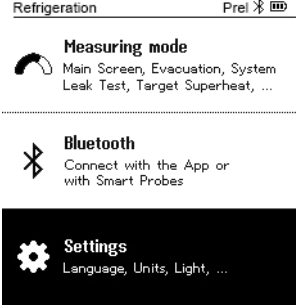 Refrigeration Prel
Measuring mode
Main Screen, Evacuation, System
Leak Test, Target Superheat, ...
Bluetooth
Connect with the App or
with Smart Probes
Settings
Language, Units, Light, ...